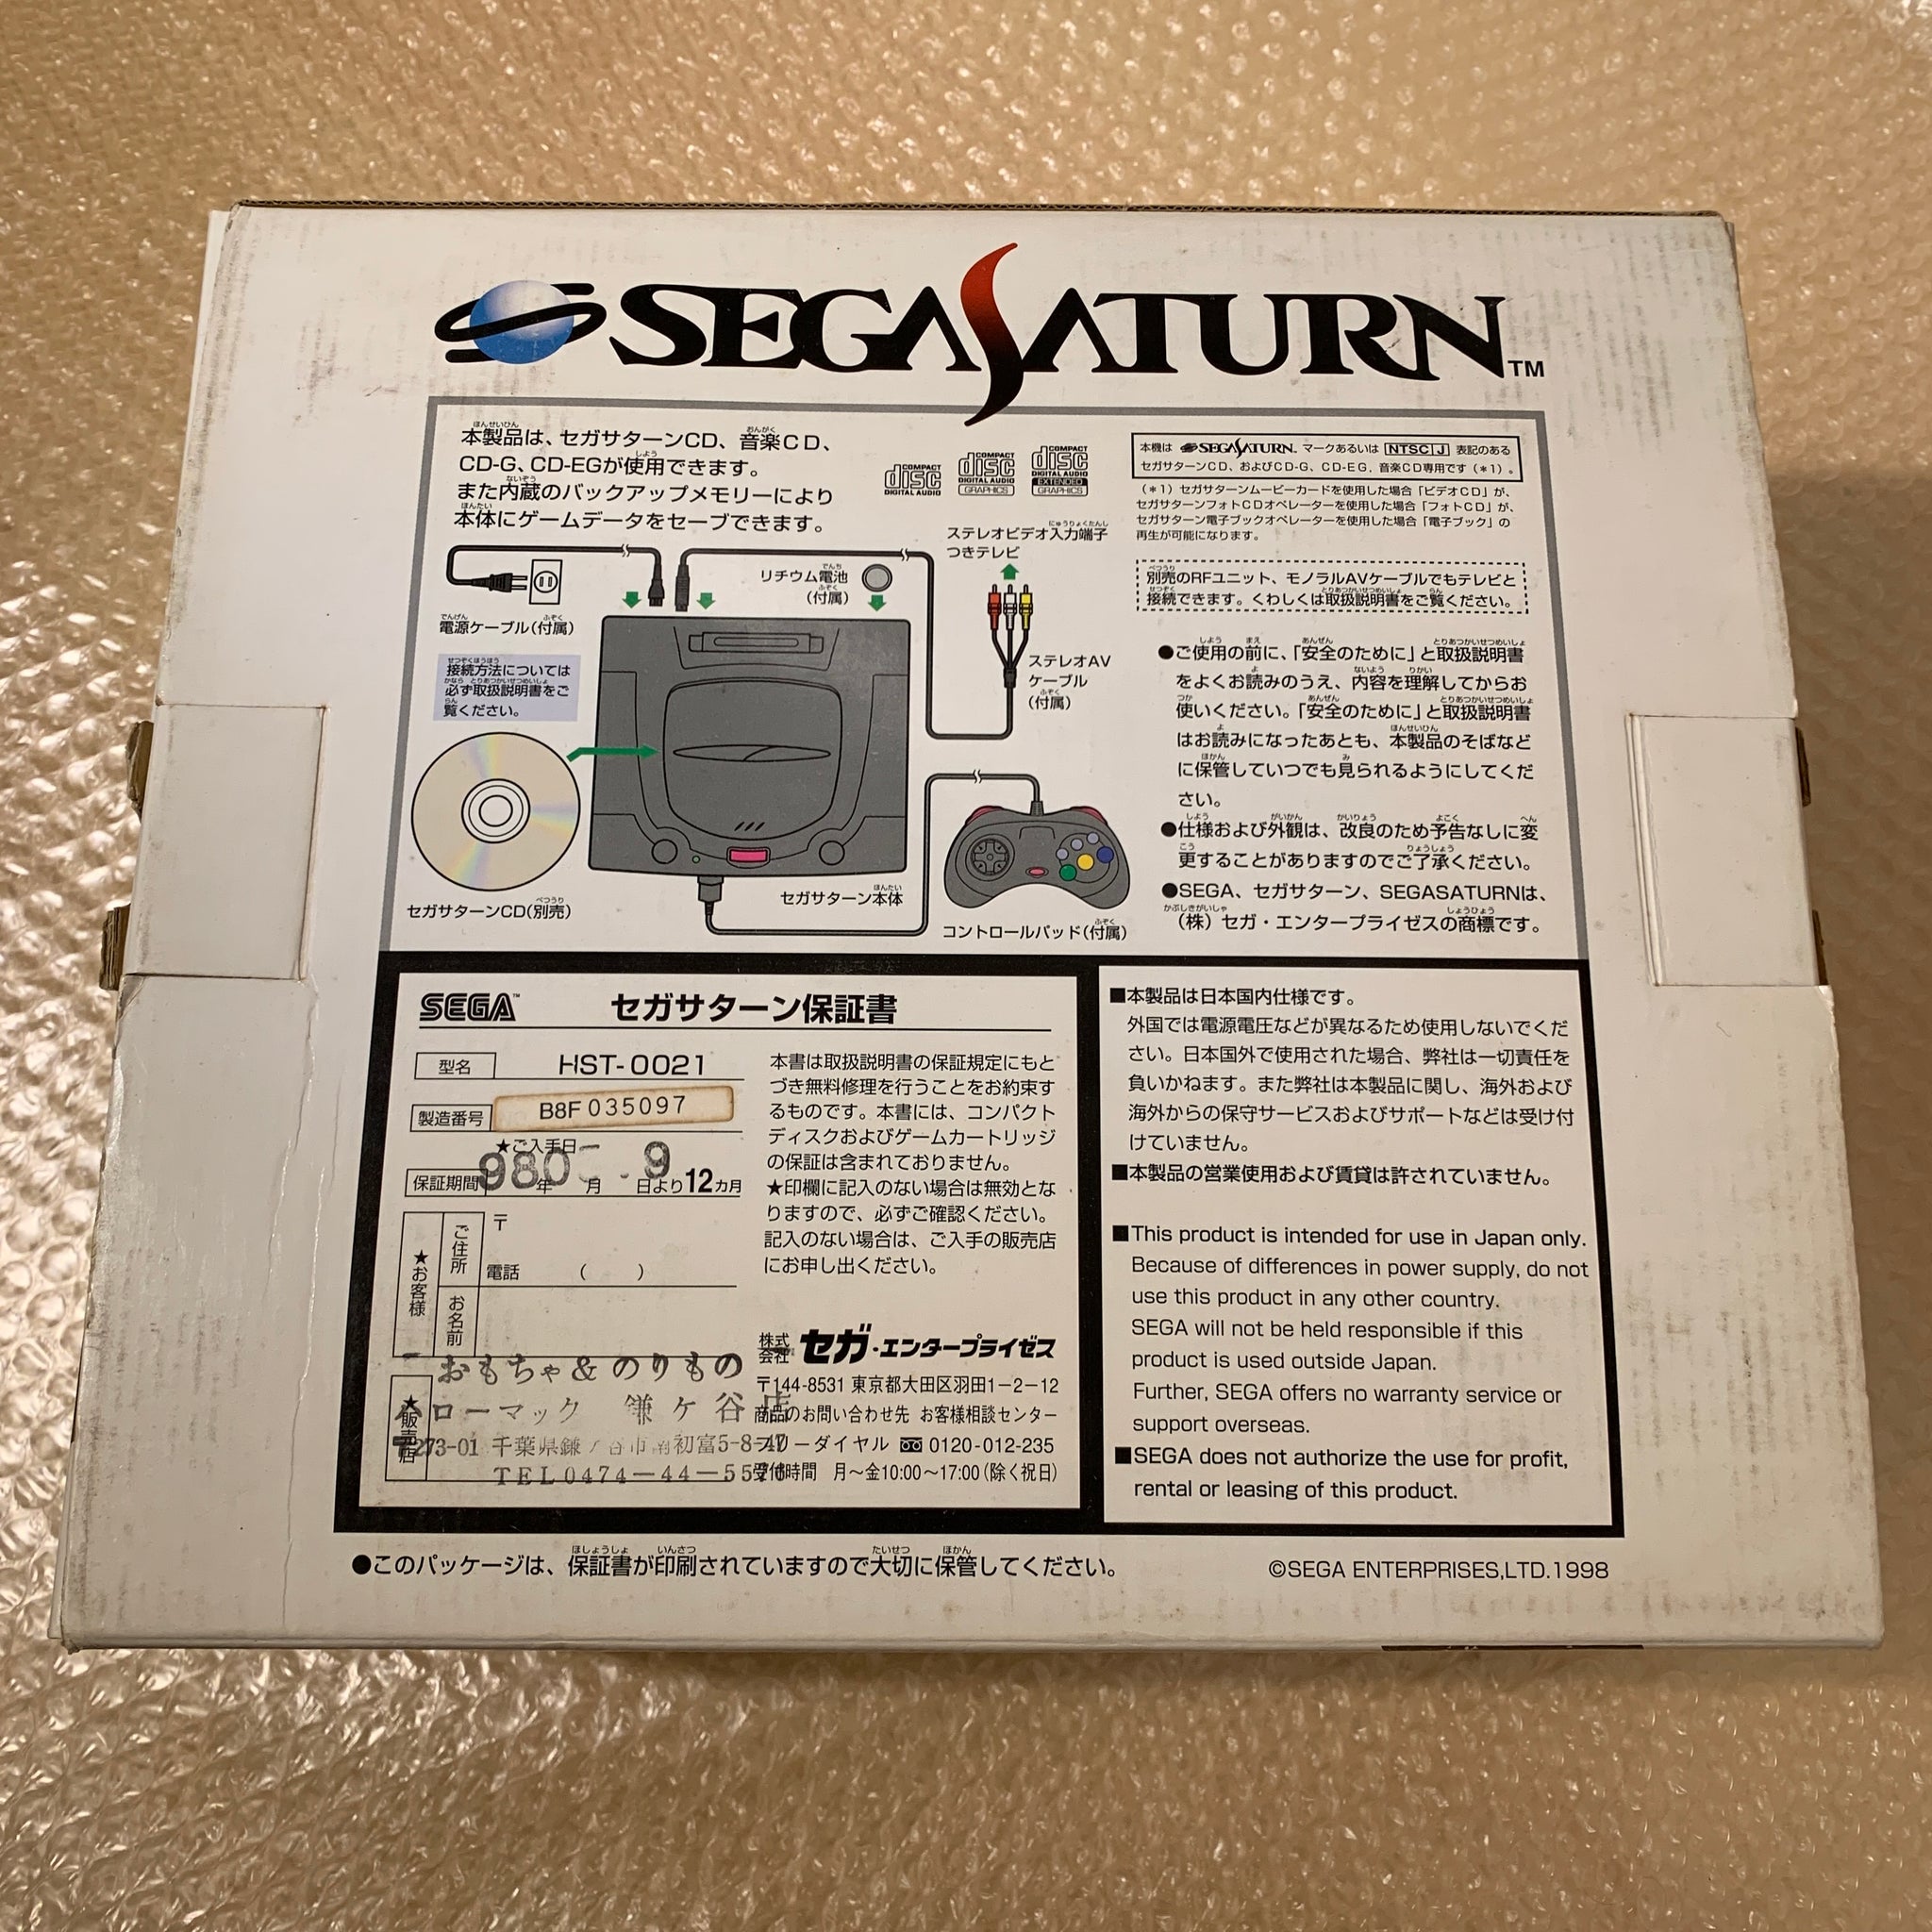 SEGA SATURN TM
本製品は、セガサターンCD、音楽CD、
CD-G、CD-EGが使用できます。
また内蔵のバックアップメモリーにより
本体にゲームデータをセーブできます。
COMPACT disc DIGITAL AUDIO
COMPACT disc DIGITAL AUDIO GRAPHICS
COMPACT disc DIGITAL AUDIO EXTENDED GRAPHICS
本機は SEGA SATURN. マークあるいは NTSC J 表記のある
セガサターンCD、およびCD-G、CD-EG、音楽CD専用です(*1)。
(*1)セガサターンムービーカードを使用した場合「ビデオCD」が、
セガサターンフォトCDオペレーターを使用した場合「フォトCD」が、
セガサターン電子ブックオペレーターを使用した場合「電子ブック」の
再生が可能になります。
別売のRFユニット、モノラルAVケーブルでもテレビと
接続できます。くわしくは取扱説明書をご覧ください。
ステレオビデオ入力端子
つきテレビ
リチウム電池
(付属)
電源ケーブル(付属)
接続方法については
必ず取扱説明書をご
覧ください。
ステレオAV
ケーブル
(付属)
セガサターンCD(別売)
セガサターン本体
コントロールパッド(付属)
●ご使用の前に、「安全のために」と取扱説明書
をよくお読みのうえ、内容を理解してからお
使いください。「安全のために」と取扱説明書
はお読みになったあとも、本製品のそばなど
に保管していつでも見られるようにしてくだ
さい。
●仕様および外観は、改良のため予告なしに変
更することがありますのでご了承ください。
●SEGA、セガサターン、SEGASATURNは、
(株)セガ・エンタープライゼスの商標です。
SEGA™ セガサターン保証書
型名 HST-0021
製造番号 B8F 035097
★ご入手日
980 . 9
保証期間 年 月 日より12カ月
★お客様
ご住所 〒
電話 ( )
お名前
★販売店
おもちゃ&のりもの
ハローマック 鎌ケ谷店
〒273-01 千葉県鎌ケ谷市南初富5-8-47
TEL0474-44-55
本書は取扱説明書の保証規定にもと
づき無料修理を行うことをお約束す
るものです。本書には、コンパクト
ディスクおよびゲームカートリッジ
の保証は含まれておりません。
★印欄に記入のない場合は無効とな
りますので、必ずご確認ください。
記入のない場合は、ご入手の販売店
にお申し出ください。
株式会社 セガ・エンタープライゼス
〒144-8531 東京都大田区羽田1-2-12
商品のお問い合わせ先 お客様相談センター
フリーダイヤル 0120-012-235
受付時間 月～金10:00～17:00(除く祝日)
■本製品は日本国内仕様です。
外国では電源電圧などが異なるため使用しないでくだ
さい。日本国外で使用された場合、弊社は一切責任を
負いかねます。また弊社は本製品に関し、海外および
海外からの保守サービスおよびサポートなどは受け付
けていません。
■本製品の営業使用および賃貸は許されていません。
■This product is intended for use in Japan only.
Because of differences in power supply, do not
use this product in any other country.
SEGA will not be held responsible if this
product is used outside Japan.
Further, SEGA offers no warranty service or
support overseas.
■SEGA does not authorize the use for profit,
rental or leasing of this product.
●このパッケージは、保証書が印刷されていますので大切に保管してください。
©SEGA ENTERPRISES,LTD.1998